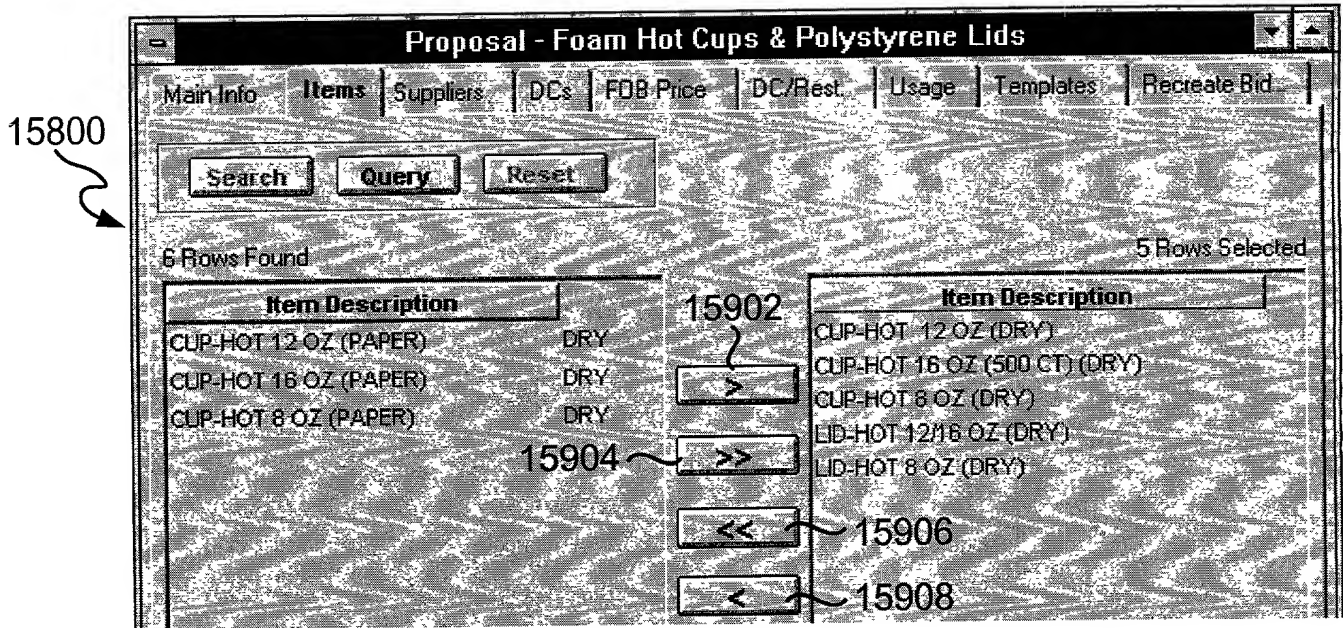 Proposal - Foam Hot Cups & Polystyrene Lids
Main Info Items Suppliers DCs FDB Price DC/Rest. Usage Templates Recreate Bid...
15800
Search Query Reset
6 Rows Found 5 Rows Selected
Item Description 15902 Item Description
CUP-HOT 12 OZ (PAPER) DRY CUP-HOT 12 OZ (DRY)
CUP-HOT 16 OZ (PAPER) DRY > CUP-HOT 16 OZ (500 CT) (DRY)
CUP-HOT 8 OZ (PAPER) DRY CUP-HOT 8 OZ (DRY)
LID-HOT 12/16 OZ (DRY)
15904 >> LID-HOT 8 OZ (DRY)
<< 15906
< 15908